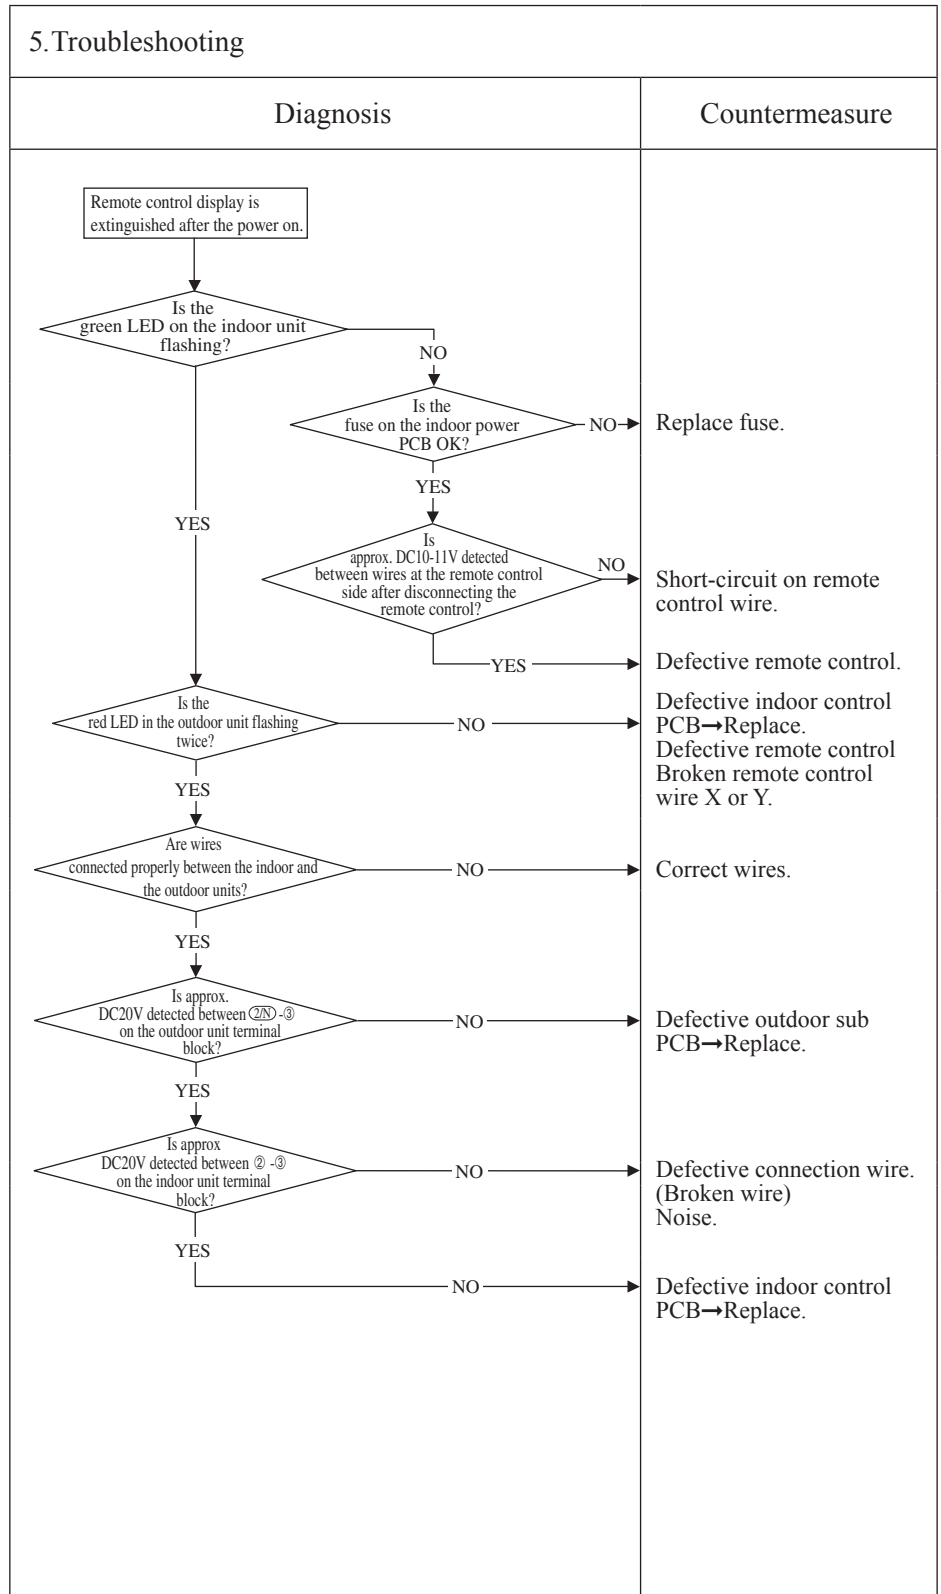 5.Troubleshooting
Diagnosis
Countermeasure
Remote control display is
extinguished after the power on.
Is the
green LED on the indoor unit
flashing?
NO
Is the
fuse on the indoor power
PCB OK?
NO
Replace fuse.
YES
YES
Is
approx. DC10-11V detected
between wires at the remote control
side after disconnecting the
remote control?
NO
Short-circuit on remote
control wire.
YES
Defective remote control.
Is the
red LED in the outdoor unit flashing
twice?
NO
Defective indoor control
PCB→Replace.
Defective remote control
Broken remote control
wire X or Y.
YES
Are wires
connected properly between the indoor and
the outdoor units?
NO
Correct wires.
YES
Is approx.
DC20V detected between 2/N -③
on the outdoor unit terminal
block?
NO
Defective outdoor sub
PCB→Replace.
YES
Is approx
DC20V detected between ② -③
on the indoor unit terminal
block?
NO
Defective connection wire.
(Broken wire)
Noise.
YES
NO
Defective indoor control
PCB→Replace.